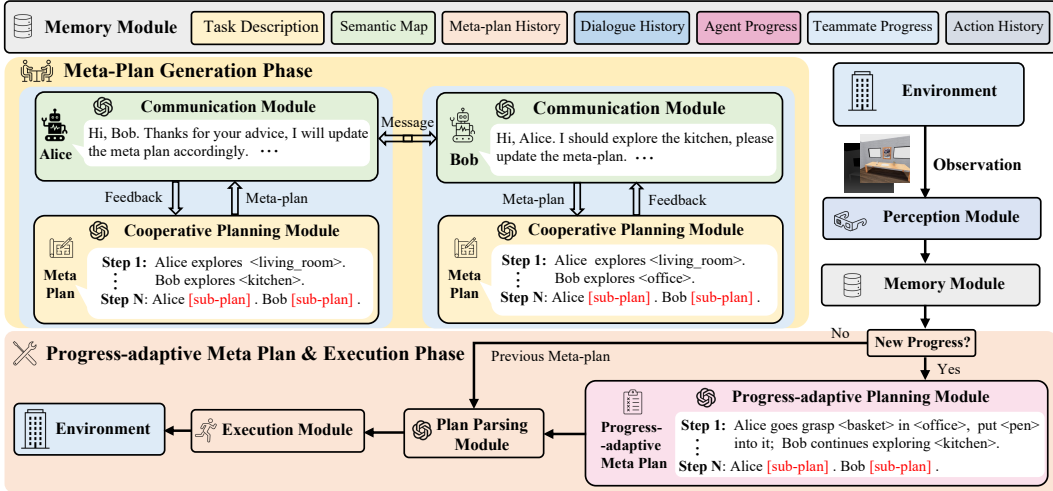 Memory Module
Task Description
Semantic Map
Meta-plan History
Dialogue History
Agent Progress
Teammate Progress
Action History
Meta-Plan Generation Phase
Communication Module
Alice
Hi, Bob. Thanks for your advice, I will update
the meta plan accordingly. ···
Message
Communication Module
Bob
Hi, Alice. I should explore the kitchen, please
update the meta-plan. ···
Feedback
Meta-plan
Meta-plan
Feedback
Cooperative Planning Module
Meta
Plan
Step 1: Alice explores <living_room>.
⋮ Bob explores <kitchen>.
Step N: Alice [sub-plan] . Bob [sub-plan] .
Cooperative Planning Module
Meta
Plan
Step 1: Alice explores <living_room>.
⋮ Bob explores <office>.
Step N: Alice [sub-plan] . Bob [sub-plan] .
Environment
Observation
Perception Module
Memory Module
New Progress?
No
Yes
Progress-adaptive Meta Plan & Execution Phase
Previous Meta-plan
Environment
Execution Module
Plan Parsing
Module
Progress-adaptive Planning Module
Progress-
-adaptive
Meta Plan
Step 1: Alice goes grasp <basket> in <office>, put <pen>
⋮ into it; Bob continues exploring <kitchen>.
Step N: Alice [sub-plan] . Bob [sub-plan] .